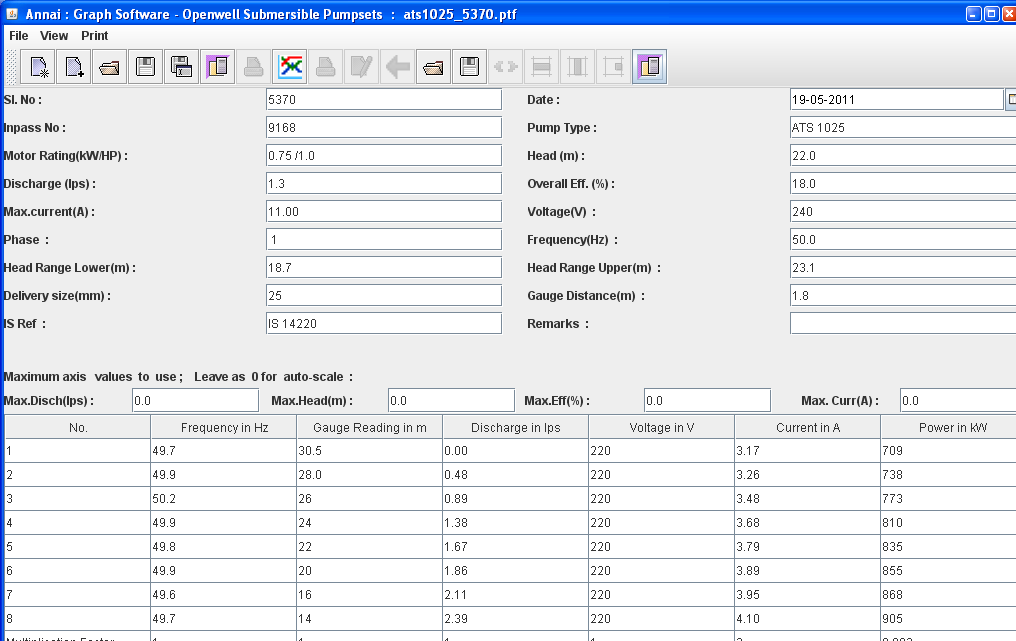 Annai : Graph Software - Openwell Submersible Pumpsets : ats1025_5370.ptf
File View Print
Sl. No : 5370 Date : 19-05-2011
Inpass No : 9168 Pump Type : ATS 1025
Motor Rating(kW/HP) : 0.75 /1.0 Head (m) : 22.0
Discharge (lps) : 1.3 Overall Eff. (%) : 18.0
Max.current(A) : 11.00 Voltage(V) : 240
Phase : 1 Frequency(Hz) : 50.0
Head Range Lower(m) : 18.7 Head Range Upper(m) : 23.1
Delivery size(mm) : 25 Gauge Distance(m) : 1.8
IS Ref : IS 14220 Remarks :
Maximum axis values to use ; Leave as 0 for auto-scale :
Max.Disch(lps) : 0.0 Max.Head(m) : 0.0 Max.Eff(%) : 0.0 Max. Curr(A) : 0.0
No. Frequency in Hz Gauge Reading in m Discharge in lps Voltage in V Current in A Power in kW
1 49.7 30.5 0.00 220 3.17 709
2 49.9 28.0 0.48 220 3.26 738
3 50.2 26 0.89 220 3.48 773
4 49.9 24 1.38 220 3.68 810
5 49.8 22 1.67 220 3.79 835
6 49.9 20 1.86 220 3.89 855
7 49.6 16 2.11 220 3.95 868
8 49.7 14 2.39 220 4.10 905
Multiplication Factor